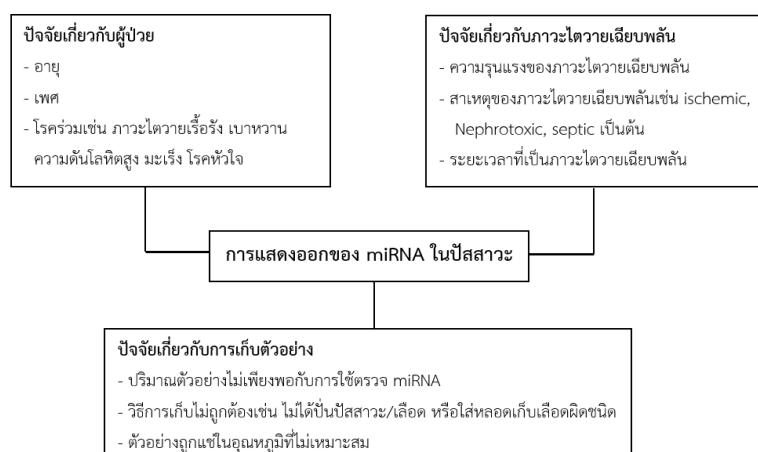 ปัจจัยเกี่ยวกับผู้ป่วย
- อายุ
- เพศ
- โรคร่วมเช่น ภาวะไตวายเรื้อรัง เบาหวาน
ความดันโลหิตสูง มะเร็ง โรคหัวใจ
ปัจจัยเกี่ยวกับภาวะไตวายเฉียบพลัน
- ความรุนแรงของภาวะไตวายเฉียบพลัน
- สาเหตุของภาวะไตวายเฉียบพลันเช่น ischemic,
Nephrotoxic, septic เป็นต้น
- ระยะเวลาที่เป็นภาวะไตวายเฉียบพลัน
การแสดงออกของ miRNA ในปัสสาวะ
ปัจจัยเกี่ยวกับการเก็บตัวอย่าง
- ปริมาณตัวอย่างไม่เพียงพอกับการใช้ตรวจ miRNA
- วิธีการเก็บไม่ถูกต้องเช่น ไม่ได้ปั่นปัสสาวะ/เลือด หรือใส่หลอดเก็บเลือดผิดชนิด
- ตัวอย่างถูกแช่ในอุณหภูมิที่ไม่เหมาะสม